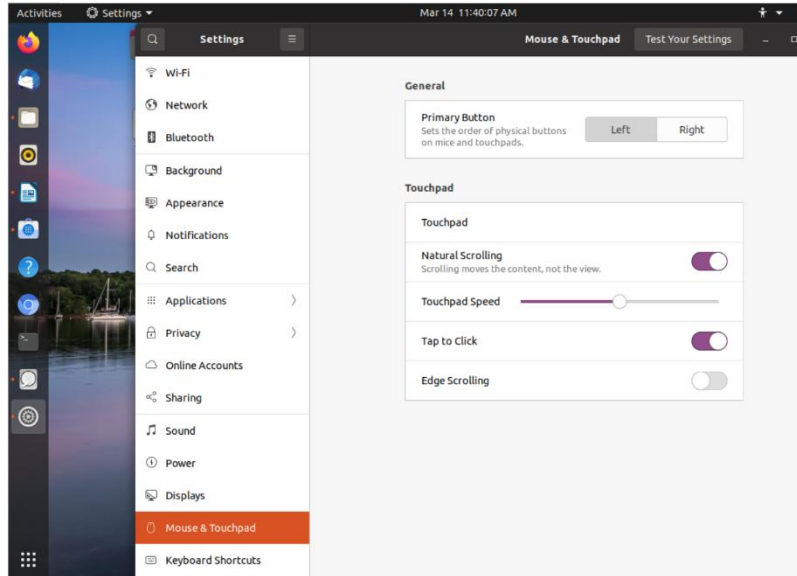 Activities
Settings
Mar 14 11:40:07 AM
Settings
Mouse & Touchpad
Test Your Settings
Wi-Fi
Network
Bluetooth
Background
Appearance
Notifications
Search
Applications
Privacy
Online Accounts
Sharing
Sound
Power
Displays
Mouse & Touchpad
Keyboard Shortcuts
General
Primary Button
Sets the order of physical buttons
on mice and touchpads.
Left
Right
Touchpad
Touchpad
Natural Scrolling
Scrolling moves the content, not the view.
Touchpad Speed
Tap to Click
Edge Scrolling